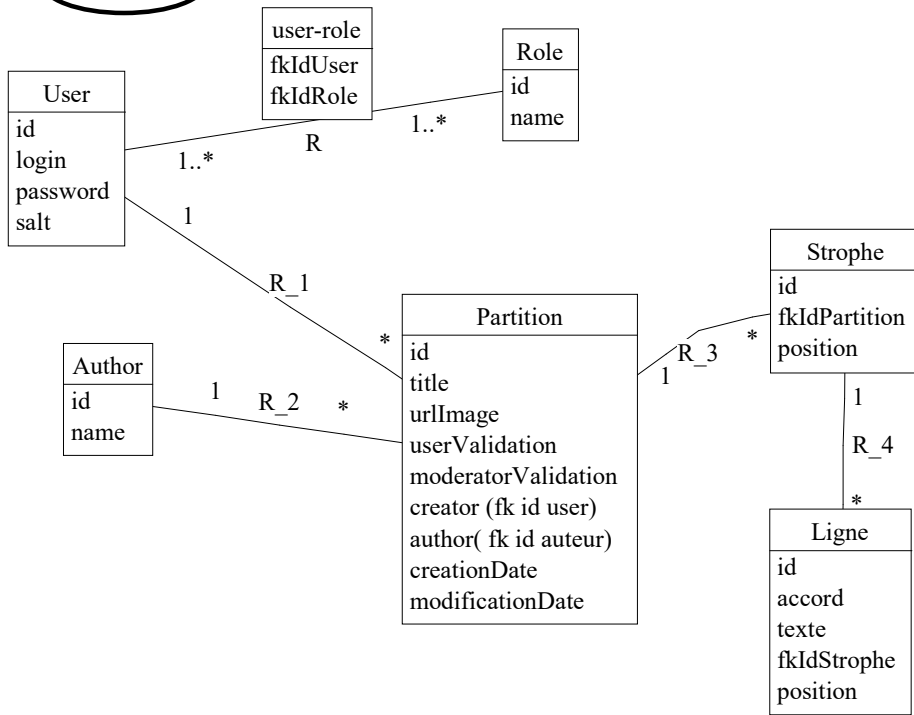 user-role
fkIdUser
fkIdRole
Role
id
name
User
id
login
password
salt
1..*
R
1..*
1
R_1
*
Strophe
id
fkIdPartition
position
Partition
id
title
urlImage
userValidation
moderatorValidation
creator (fk id user)
author( fk id auteur)
creationDate
modificationDate
R_3
*
1
Author
id
name
1
R_2
*
1
R_4
*
Ligne
id
accord
texte
fkIdStrophe
position